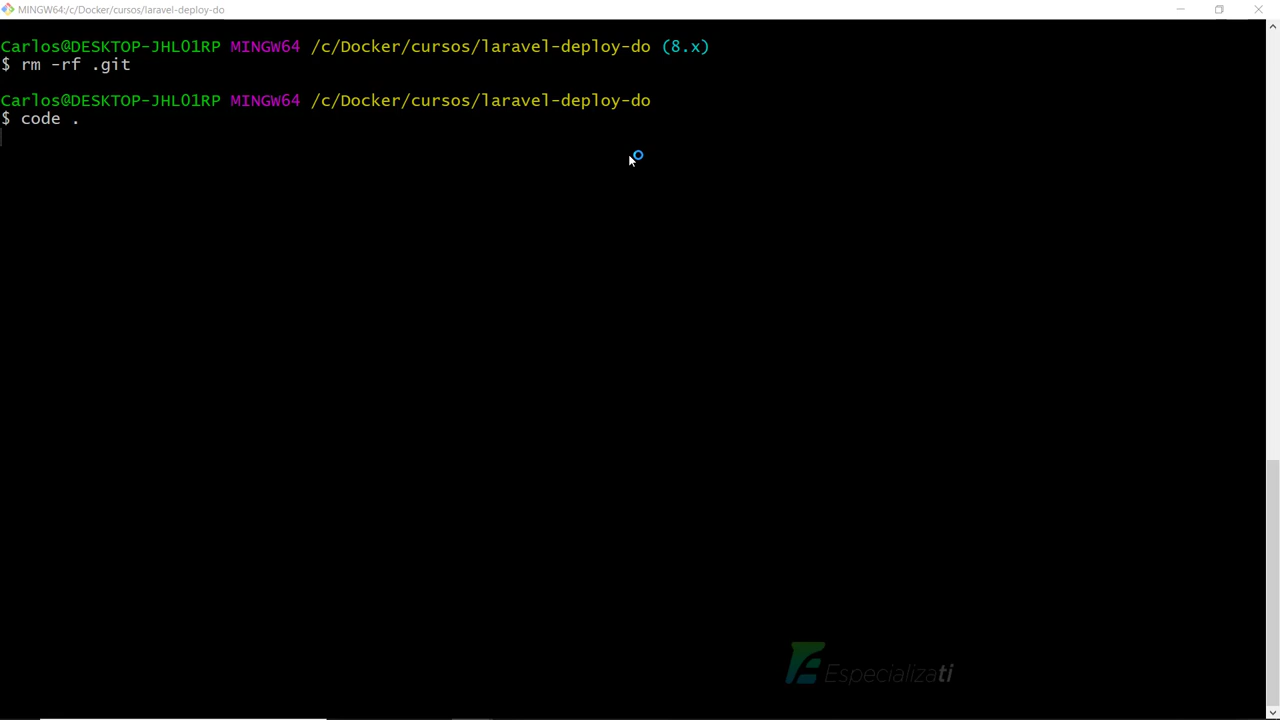 MINGW64:/c/Docker/cursos/laravel-deploy-do
Carlos@DESKTOP-JHL01RP MINGW64 /c/Docker/cursos/laravel-deploy-do (8.x)
$ rm -rf .git
Carlos@DESKTOP-JHL01RP MINGW64 /c/Docker/cursos/laravel-deploy-do
$ code .
Especializati